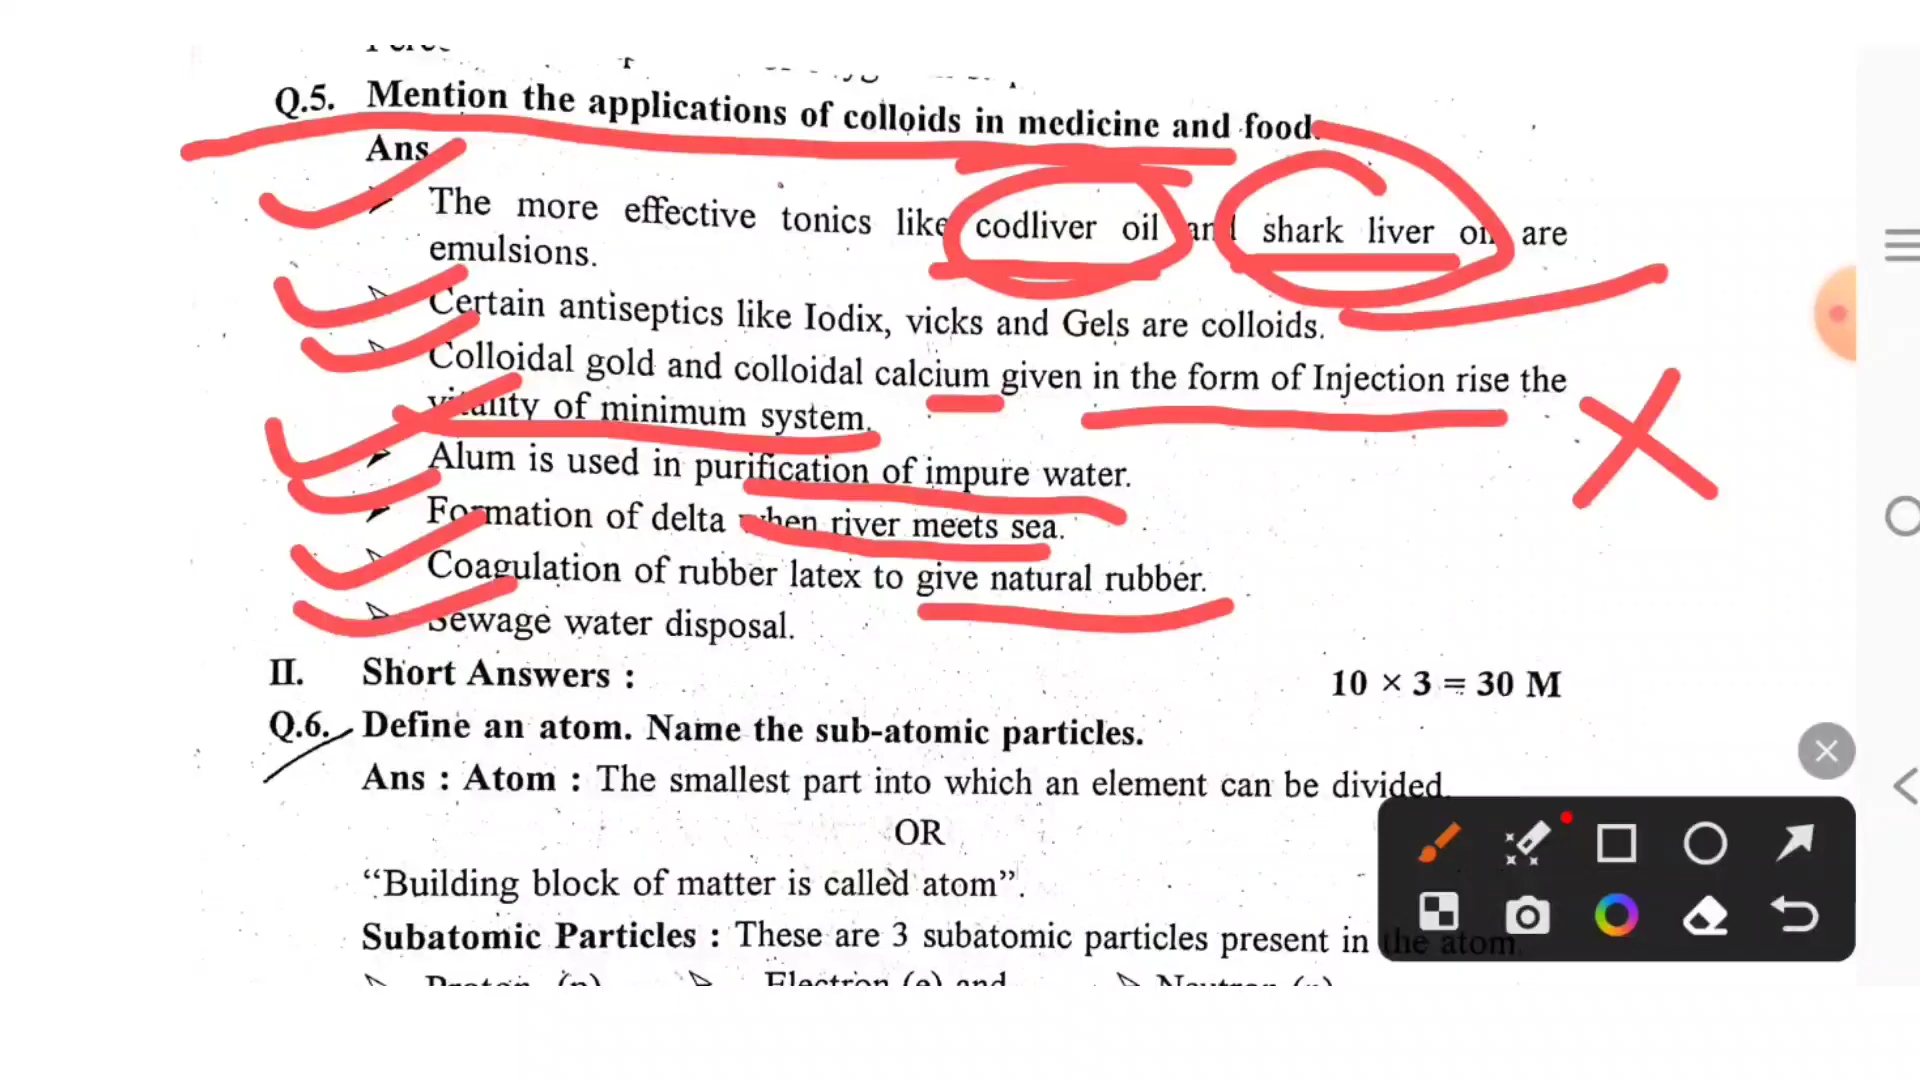 Q.5. Mention the applications of colloids in medicine and food.
Ans
The more effective tonics like codliver oil and shark liver oil are
emulsions.
Certain antiseptics like Iodix, vicks and Gels are colloids.
Colloidal gold and colloidal calcium given in the form of Injection rise the
vitality of minimum system.
Alum is used in purification of impure water.
Formation of delta when river meets sea.
Coagulation of rubber latex to give natural rubber.
Sewage water disposal.
II. Short Answers : 10 × 3 = 30 M
Q.6. Define an atom. Name the sub-atomic particles.
Ans : Atom : The smallest part into which an element can be divided.
OR
“Building block of matter is called atom”.
Subatomic Particles : These are 3 subatomic particles present in the atom.
Proton (p) Electron (e) and Neutron (n)